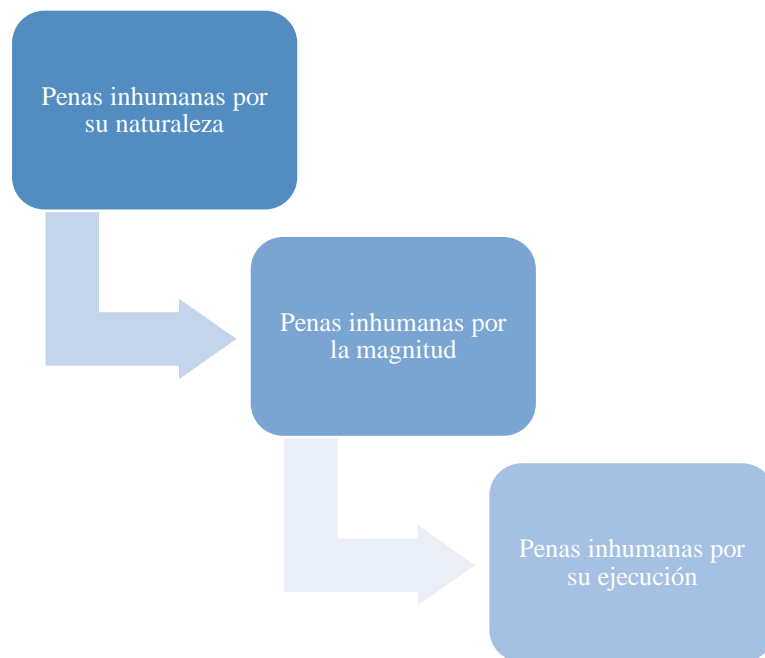 Penas inhumanas por
su naturaleza
Penas inhumanas por
la magnitud
Penas inhumanas por
su ejecución